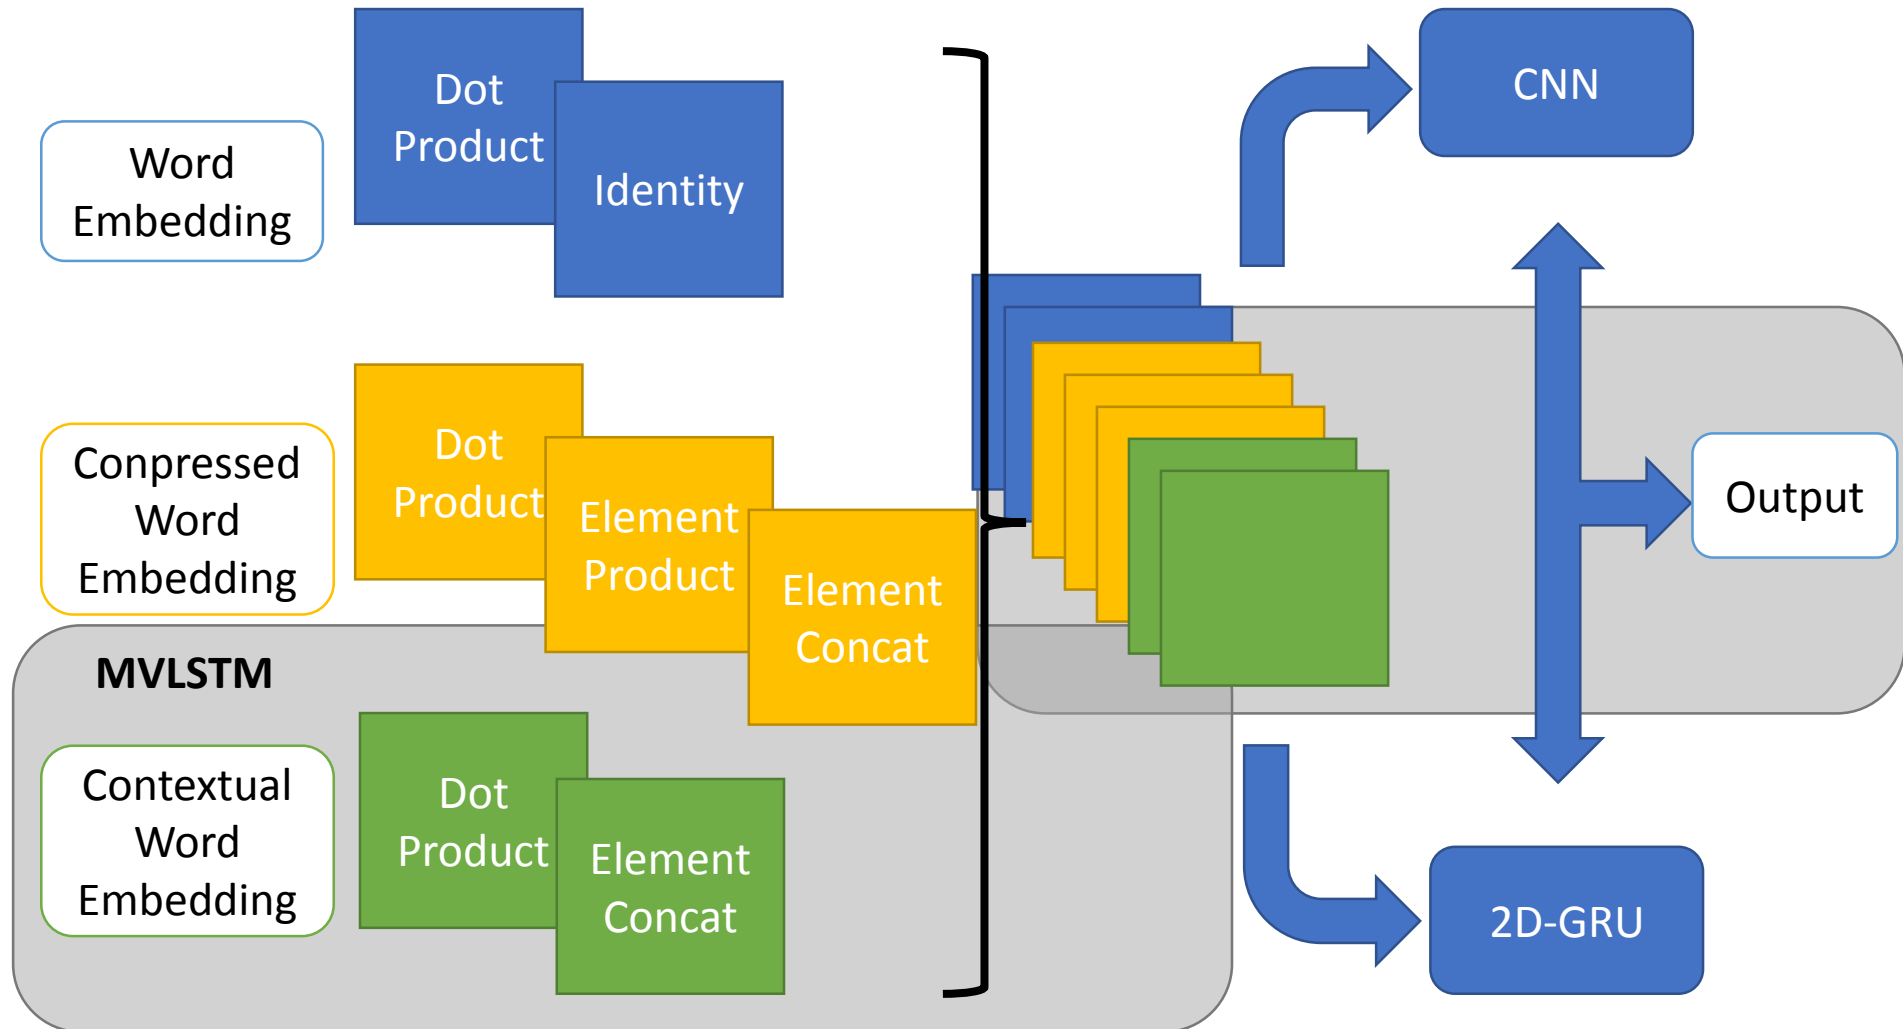 Word
Embedding
Dot
Product
Identity
Conpressed
Word
Embedding
Dot
Product
Element
Product
Element
Concat
MVLSTM
Contextual
Word
Embedding
Dot
Product
Element
Concat
CNN
Output
2D-GRU